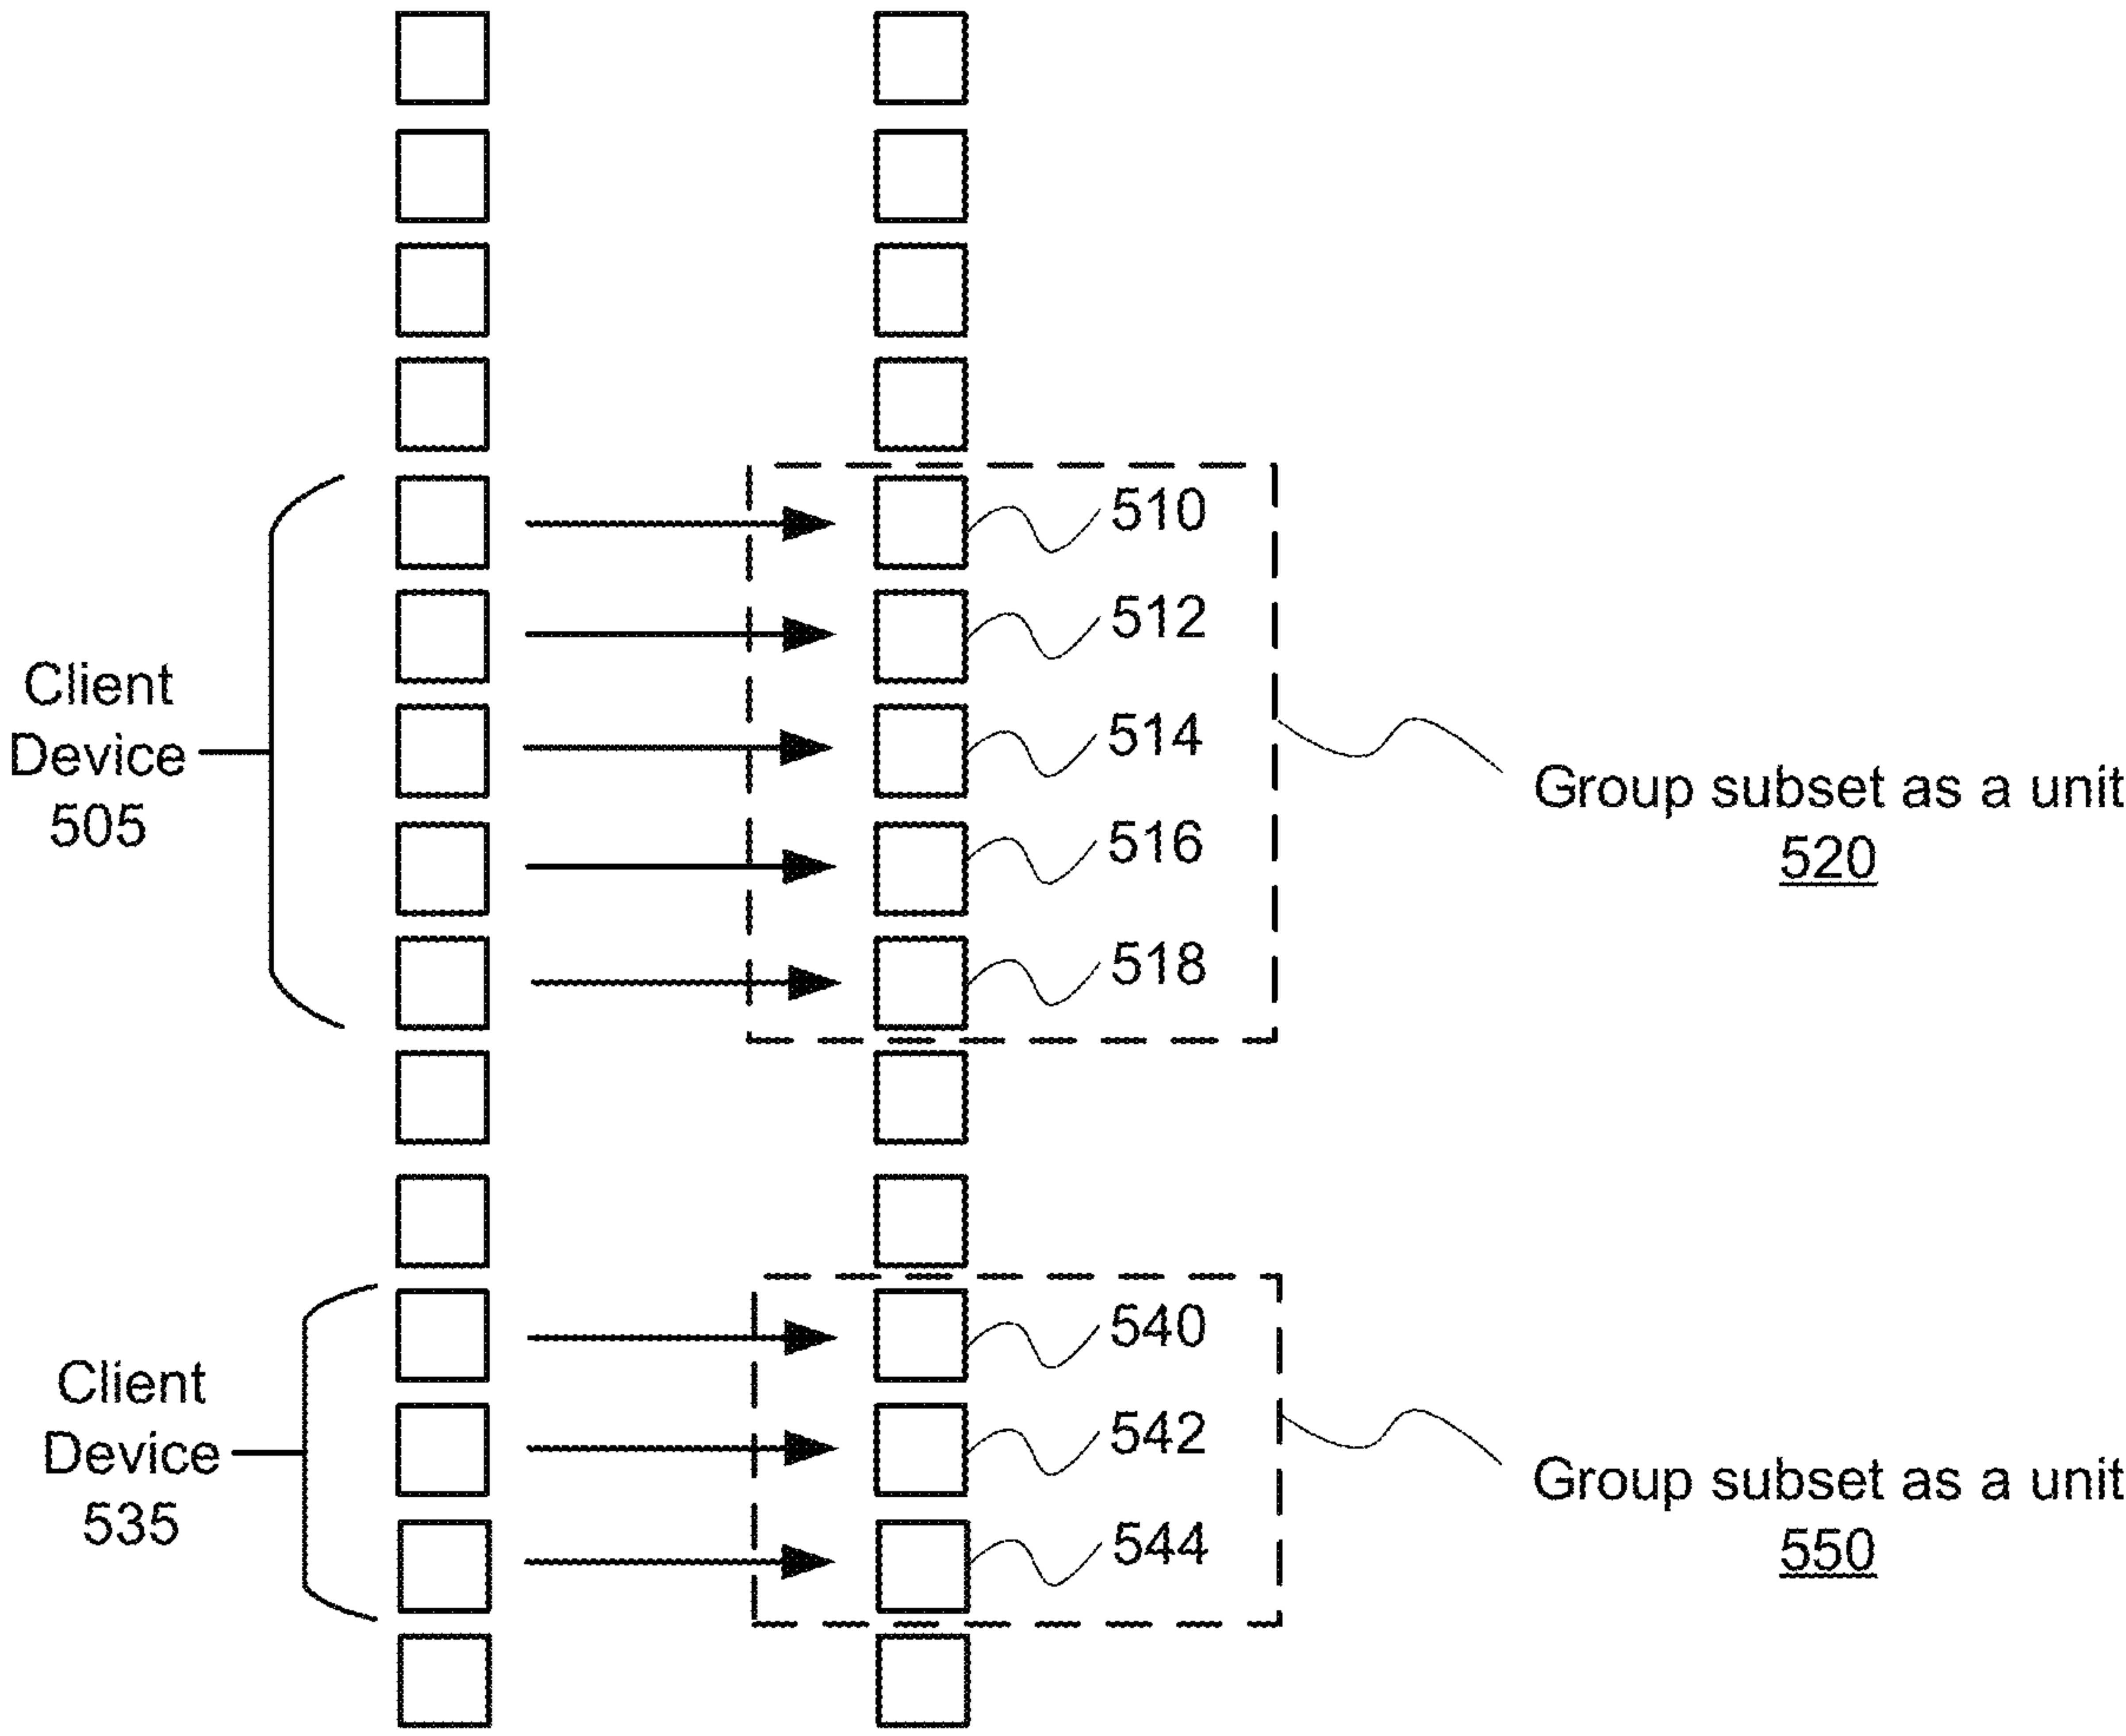 510
512
Client
Device
505
514
Group subset as a unit
520
516
518
540
Client
Device
535
542
Group subset as a unit
550
544